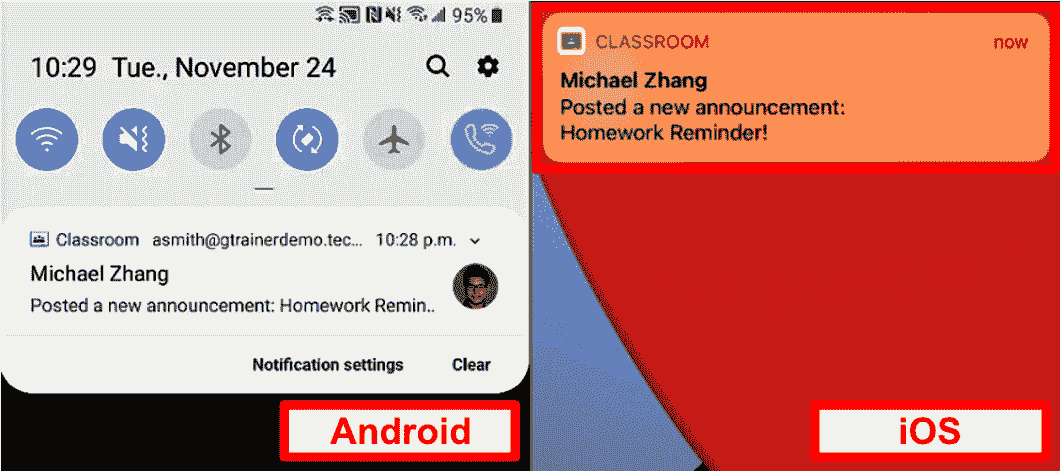 95%
10:29 Tue., November 24
Classroom asmith@gtrainerdemo.tec... 10:28 p.m.
Michael Zhang
Posted a new announcement: Homework Remin..
Notification settings Clear
Android
CLASSROOM now
Michael Zhang
Posted a new announcement:
Homework Reminder!
iOS